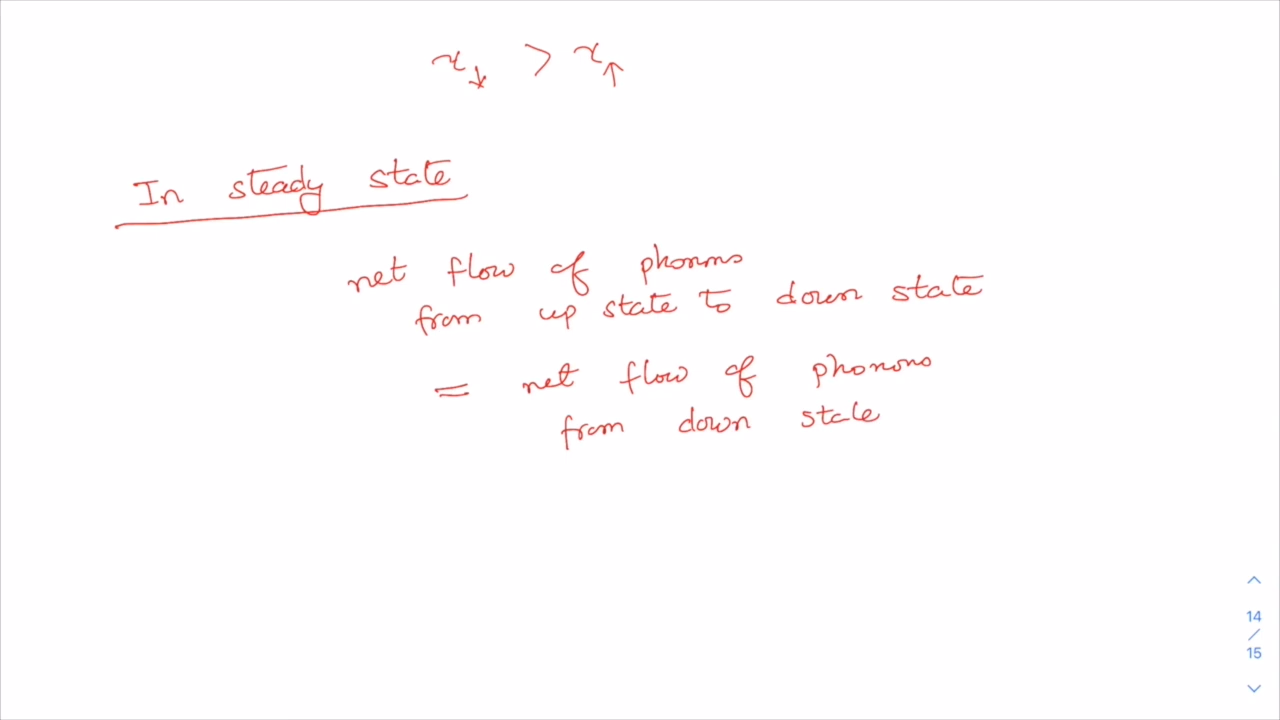 x↓ > x↑
In steady state
net flow of phonons
from up state to down state
= net flow of phonons
from down state
14
/
15